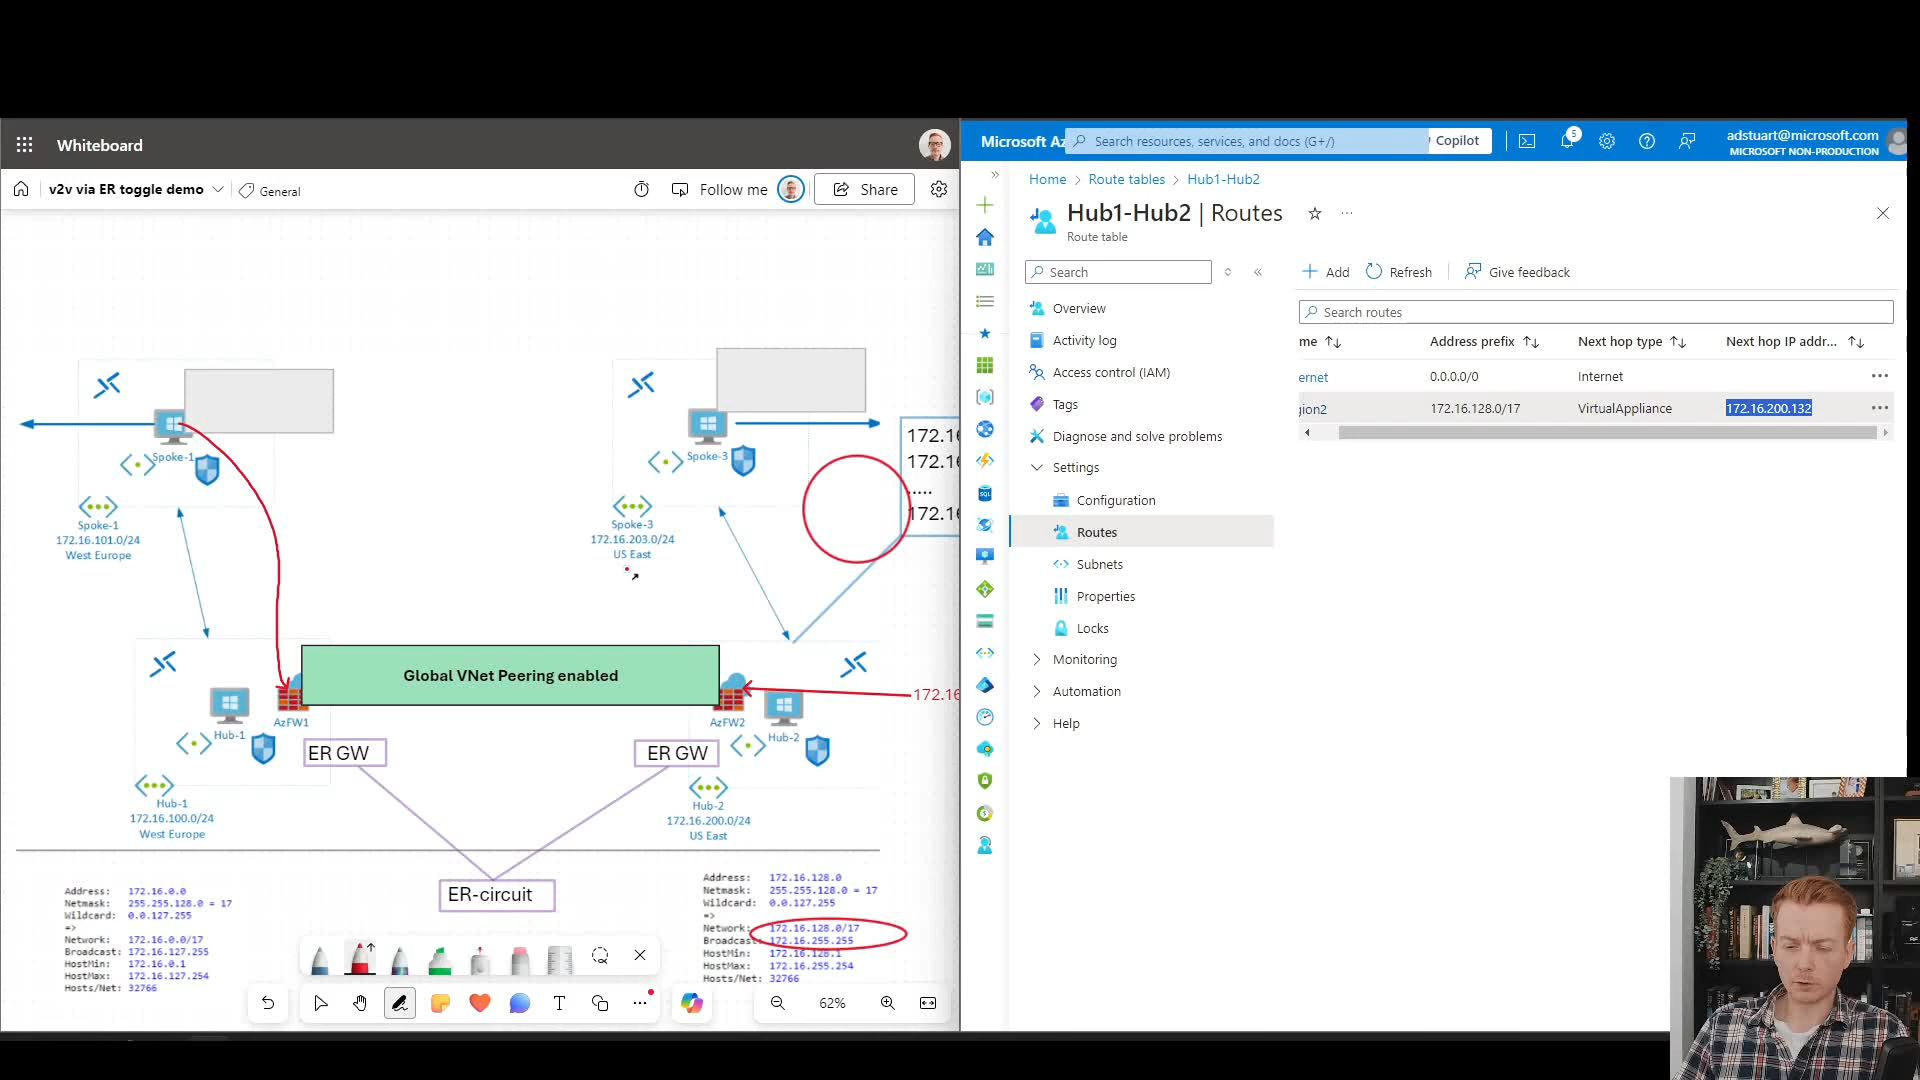 Whiteboard
v2v via ER toggle demo
General
Follow me
Share
Spoke-1
Spoke-1
172.16.101.0/24
West Europe
Spoke-3
Spoke-3
172.16.203.0/24
US East
172.16
172.16
.....
172.16
Global VNet Peering enabled
172.16
AzFW1
Hub-1
ER GW
Hub-1
172.16.100.0/24
West Europe
AzFW2
Hub-2
ER GW
Hub-2
172.16.200.0/24
US East
ER-circuit
Address: 172.16.0.0
Netmask: 255.255.128.0 = 17
Wildcard: 0.0.127.255
=>
Network: 172.16.0.0/17
Broadcast: 172.16.127.255
HostMin: 172.16.0.1
HostMax: 172.16.127.254
Hosts/Net: 32766
Address: 172.16.128.0
Netmask: 255.255.128.0 = 17
Wildcard: 0.0.127.255
=>
Network: 172.16.128.0/17
Broadcast: 172.16.255.255
HostMin: 172.16.128.1
HostMax: 172.16.255.254
Hosts/Net: 32766
62%
Microsoft Az
Search resources, services, and docs (G+/)
Copilot
5
adstuart@microsoft.com
MICROSOFT NON-PRODUCTION
Home > Route tables > Hub1-Hub2
Hub1-Hub2 | Routes
Route table
Search
Overview
Activity log
Access control (IAM)
Tags
Diagnose and solve problems
Settings
Configuration
Routes
Subnets
Properties
Locks
Monitoring
Automation
Help
Add Refresh Give feedback
Search routes
me Address prefix Next hop type Next hop IP addr...
ernet 0.0.0.0/0 Internet
gion2 172.16.128.0/17 VirtualAppliance 172.16.200.132